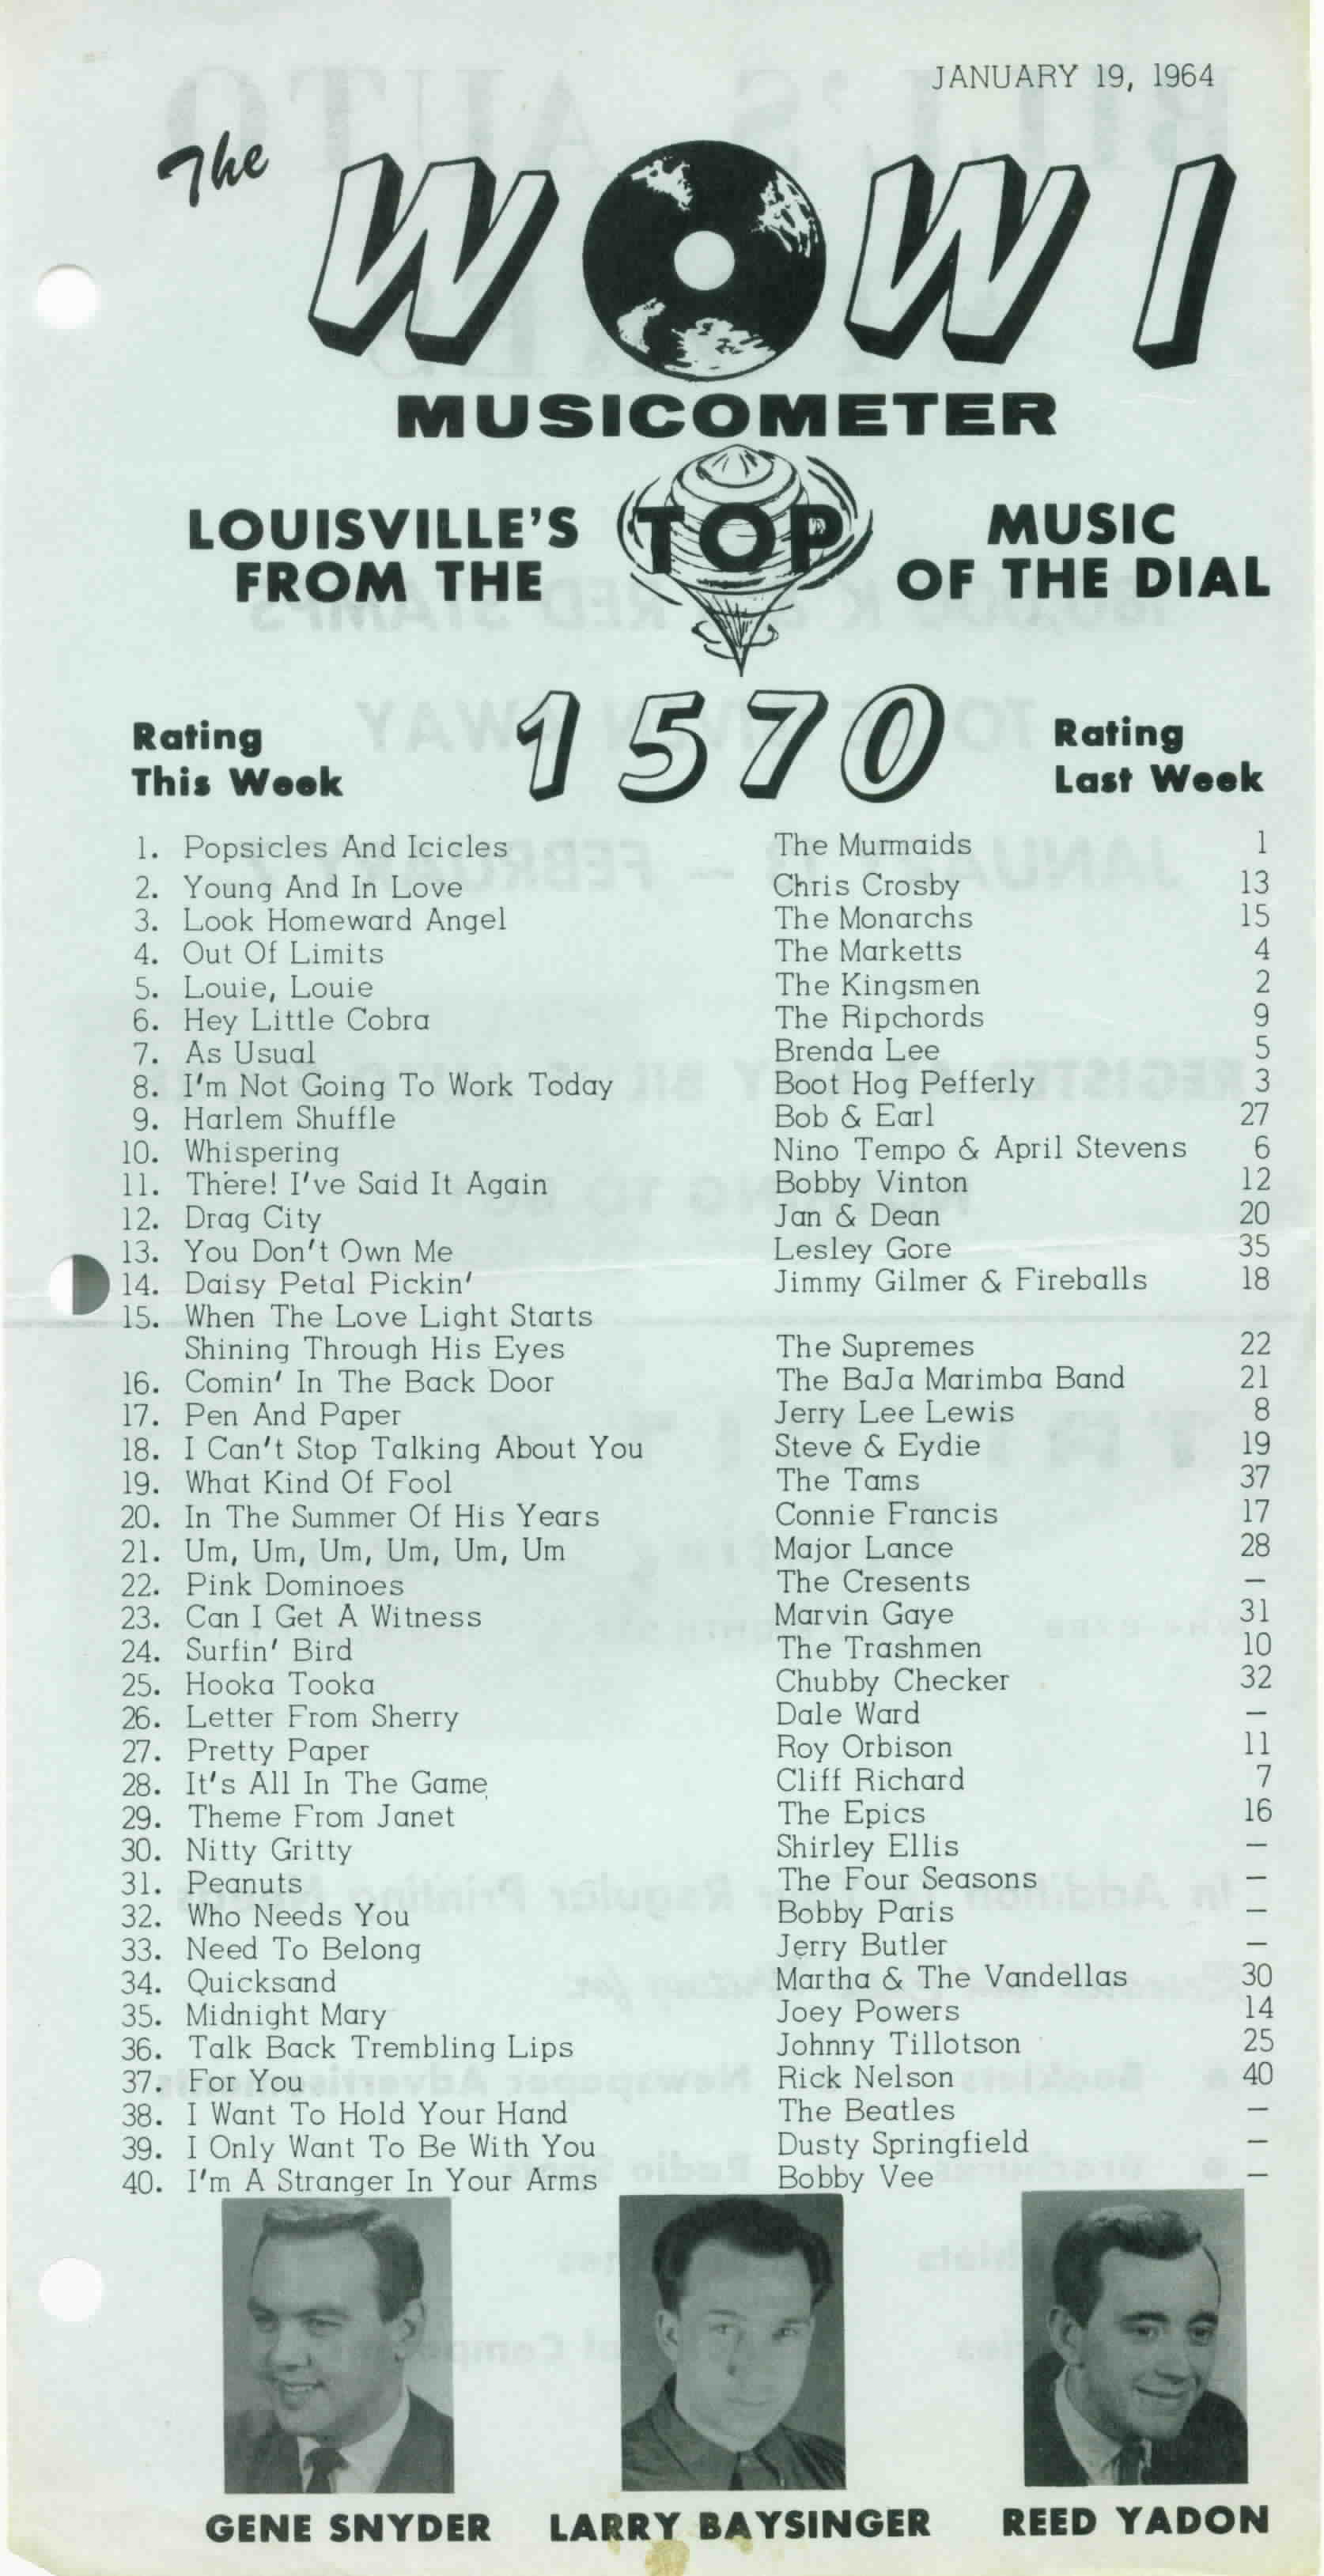 JANUARY 19, 1964
The
WOWI
MUSICOMETER
LOUISVILLE'S TOP MUSIC
FROM THE OF THE DIAL
1570
Rating This Week
Rating Last Week
1. Popsicles And Icicles The Murmaids 1
2. Young And In Love Chris Crosby 13
3. Look Homeward Angel The Monarchs 15
4. Out Of Limits The Marketts 4
5. Louie, Louie The Kingsmen 2
6. Hey Little Cobra The Ripchords 9
7. As Usual Brenda Lee 5
8. I'm Not Going To Work Today Boot Hog Pefferly 3
9. Harlem Shuffle Bob & Earl 27
10. Whispering Nino Tempo & April Stevens 6
11. There! I've Said It Again Bobby Vinton 12
12. Drag City Jan & Dean 20
13. You Don't Own Me Lesley Gore 35
14. Daisy Petal Pickin' Jimmy Gilmer & Fireballs 18
15. When The Love Light Starts
Shining Through His Eyes The Supremes 22
16. Comin' In The Back Door The BaJa Marimba Band 21
17. Pen And Paper Jerry Lee Lewis 8
18. I Can't Stop Talking About You Steve & Eydie 19
19. What Kind Of Fool The Tams 37
20. In The Summer Of His Years Connie Francis 17
21. Um, Um, Um, Um, Um, Um Major Lance 28
22. Pink Dominoes The Cresents –
23. Can I Get A Witness Marvin Gaye 31
24. Surfin' Bird The Trashmen 10
25. Hooka Tooka Chubby Checker 32
26. Letter From Sherry Dale Ward –
27. Pretty Paper Roy Orbison 11
28. It's All In The Game Cliff Richard 7
29. Theme From Janet The Epics 16
30. Nitty Gritty Shirley Ellis –
31. Peanuts The Four Seasons –
32. Who Needs You Bobby Paris –
33. Need To Belong Jerry Butler –
34. Quicksand Martha & The Vandellas 30
35. Midnight Mary Joey Powers 14
36. Talk Back Trembling Lips Johnny Tillotson 25
37. For You Rick Nelson 40
38. I Want To Hold Your Hand The Beatles –
39. I Only Want To Be With You Dusty Springfield –
40. I'm A Stranger In Your Arms Bobby Vee –
GENE SNYDER LARRY BAYSINGER REED YADON